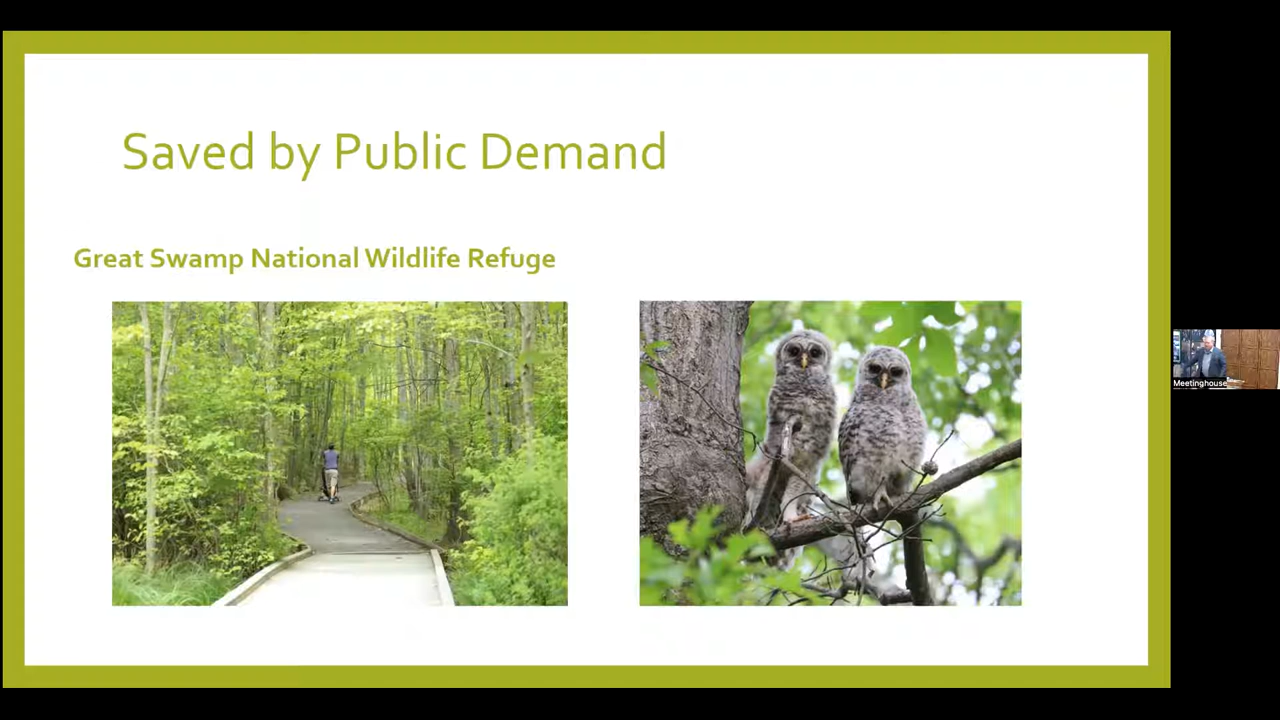 Saved by Public Demand
Great Swamp National Wildlife Refuge
Meetinghouse